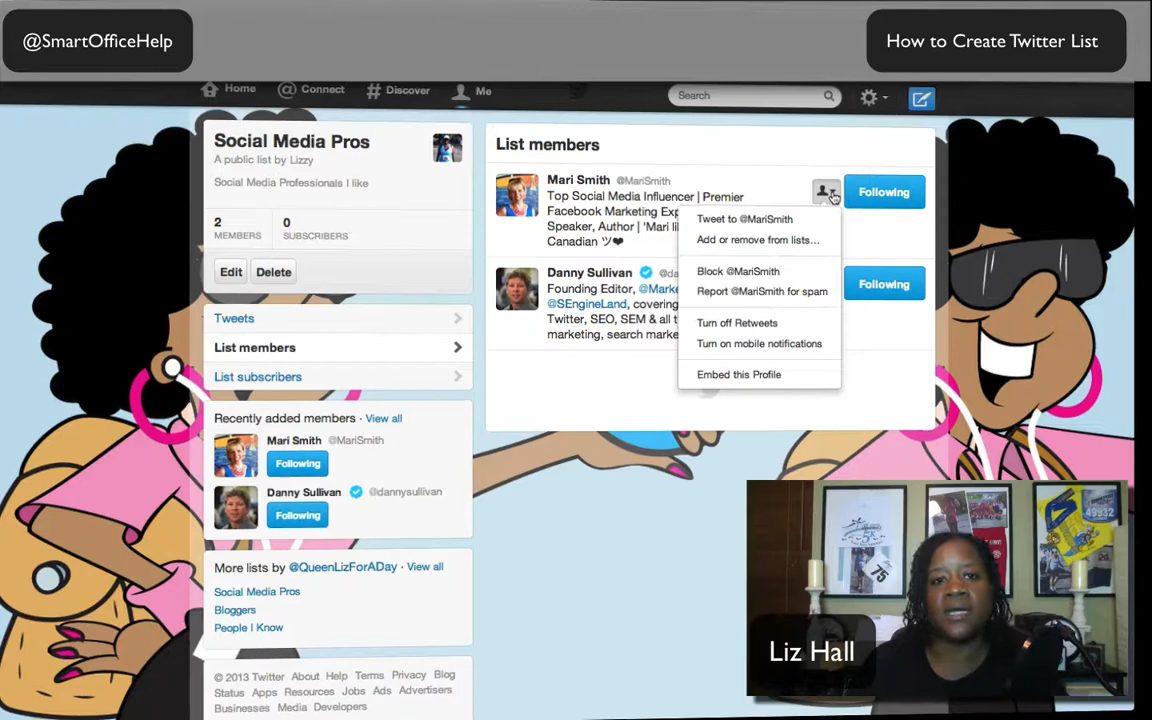 @SmartOfficeHelp
How to Create Twitter List
Home
Connect
Discover
Me
Search
Social Media Pros
A public list by Lizzy
Social Media Professionals I like
2
MEMBERS
0
SUBSCRIBERS
Edit
Delete
Tweets
List members
List subscribers
Recently added members · View all
Mari Smith @MariSmith
Following
Danny Sullivan @dannysullivan
Following
More lists by @QueenLizForADay · View all
Social Media Pros
Bloggers
People I Know
© 2013 Twitter About Help Terms Privacy Blog
Status Apps Resources Jobs Ads Advertisers
Businesses Media Developers
List members
Mari Smith @MariSmith
Top Social Media Influencer | Premier
Facebook Marketing Exp
Speaker, Author | 'Mari li
Canadian ツ❤
Following
Tweet to @MariSmith
Add or remove from lists...
Block @MariSmith
Report @MariSmith for spam
Turn off Retweets
Turn on mobile notifications
Embed this Profile
Danny Sullivan @da
Founding Editor, @Marke
@SEngineLand, covering
Twitter, SEO, SEM & all t
marketing, search marke
Following
75
49932
Liz Hall